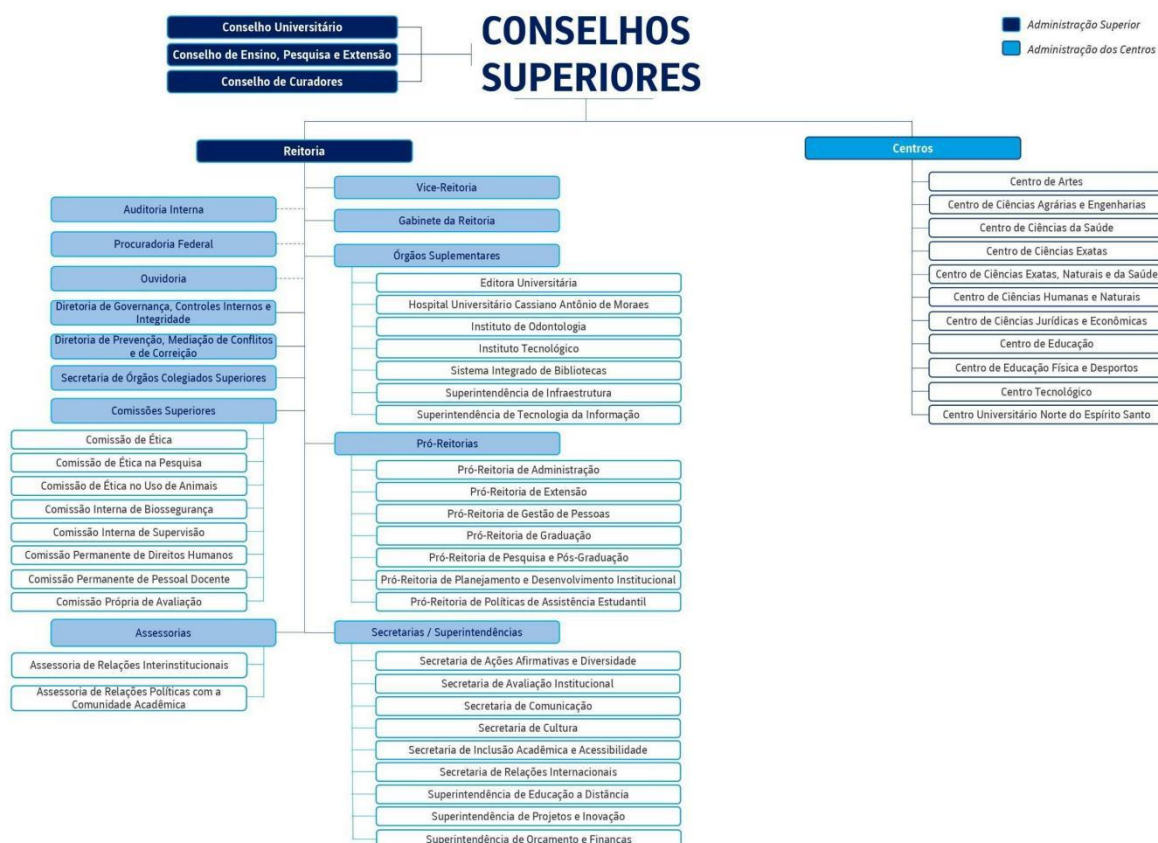 Conselho Universitário
Conselho de Ensino, Pesquisa e Extensão
Conselho de Curadores
CONSELHOS
SUPERIORES
Administração Superior
Administração dos Centros
Reitoria
Auditoria Interna
Procuradoria Federal
Ouvidoria
Diretoria de Governança, Controles Internos e
Integridade
Diretoria de Prevenção, Mediação de Conflitos
e de Correição
Secretaria de Órgãos Colegiados Superiores
Comissões Superiores
Comissão de Ética
Comissão de Ética na Pesquisa
Comissão de Ética no Uso de Animais
Comissão Interna de Biossegurança
Comissão Interna de Supervisão
Comissão Permanente de Direitos Humanos
Comissão Permanente de Pessoal Docente
Comissão Própria de Avaliação
Assessorias
Assessoria de Relações Interinstitucionais
Assessoria de Relações Políticas com a
Comunidade Acadêmica
Vice-Reitoria
Gabinete da Reitoria
Órgãos Suplementares
Editora Universitária
Hospital Universitário Cassiano Antônio de Moraes
Instituto de Odontologia
Instituto Tecnológico
Sistema Integrado de Bibliotecas
Superintendência de Infraestrutura
Superintendência de Tecnologia da Informação
Pró-Reitorias
Pró-Reitoria de Administração
Pró-Reitoria de Extensão
Pró-Reitoria de Gestão de Pessoas
Pró-Reitoria de Graduação
Pró-Reitoria de Pesquisa e Pós-Graduação
Pró-Reitoria de Planejamento e Desenvolvimento Institucional
Pró-Reitoria de Políticas de Assistência Estudantil
Secretarias / Superintendências
Secretaria de Ações Afirmativas e Diversidade
Secretaria de Avaliação Institucional
Secretaria de Comunicação
Secretaria de Cultura
Secretaria de Inclusão Acadêmica e Acessibilidade
Secretaria de Relações Internacionais
Superintendência de Educação a Distância
Superintendência de Projetos e Inovação
Superintendência de Orçamento e Finanças
Centros
Centro de Artes
Centro de Ciências Agrárias e Engenharias
Centro de Ciências da Saúde
Centro de Ciências Exatas
Centro de Ciências Exatas, Naturais e da Saúde
Centro de Ciências Humanas e Naturais
Centro de Ciências Jurídicas e Econômicas
Centro de Educação
Centro de Educação Física e Desportos
Centro Tecnológico
Centro Universitário Norte do Espírito Santo